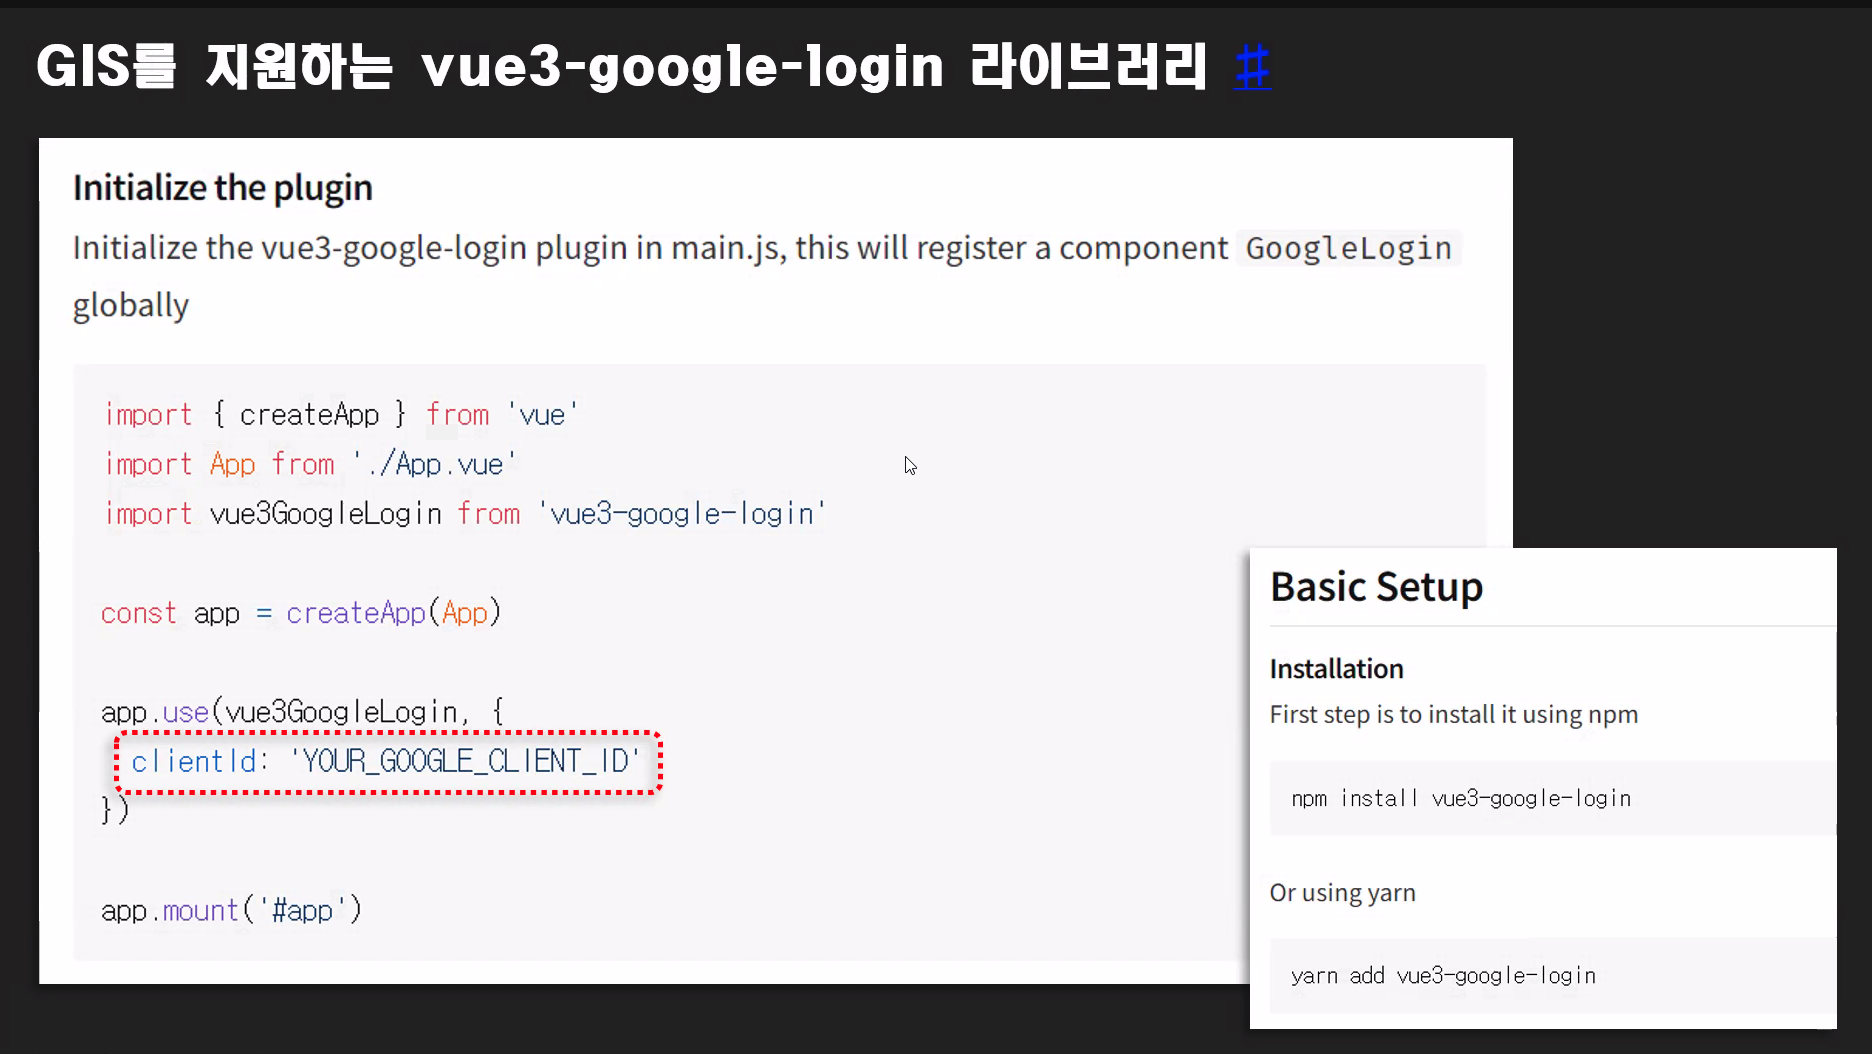 GIS를 지원하는 vue3-google-login 라이브러리 #
Initialize the plugin
Initialize the vue3-google-login plugin in main.js, this will register a component GoogleLogin
globally
import { createApp } from 'vue'
import App from './App.vue'
import vue3GoogleLogin from 'vue3-google-login'
const app = createApp(App)
app.use(vue3GoogleLogin, {
clientId: 'YOUR_GOOGLE_CLIENT_ID'
})
app.mount('#app')
Basic Setup
Installation
First step is to install it using npm
npm install vue3-google-login
Or using yarn
yarn add vue3-google-login